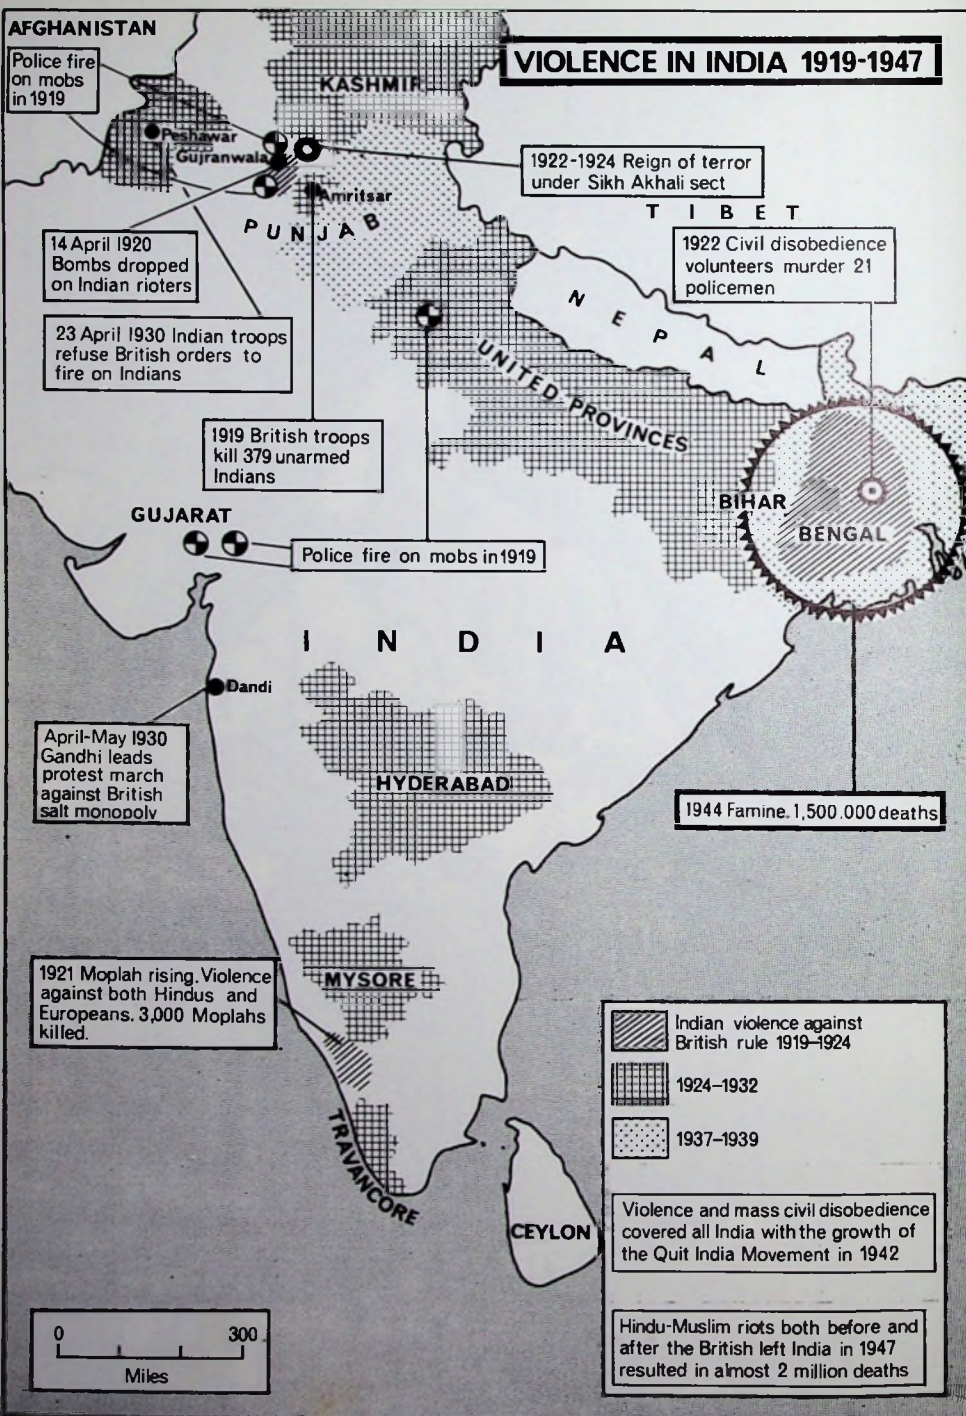 AFGHANISTAN
VIOLENCE IN INDIA 1919-1947
Police fire
on mobs
in 1919
KASHMIR
Peshawar
Gujranwala
1922-1924 Reign of terror
under Sikh Akhali sect
Amritsar
PUNJAB
TIBET
14 April 1920
Bombs dropped
on Indian rioters
1922 Civil disobedience
volunteers murder 21
policemen
NEPAL
23 April 1930 Indian troops
refuse British orders to
fire on Indians
UNITED PROVINCES
1919 British troops
kill 379 unarmed
Indians
BIHAR
BENGAL
GUJARAT
Police fire on mobs in 1919
INDIA
Dandi
April-May 1930
Gandhi leads
protest march
against British
salt monopoly
HYDERABAD
1944 Famine. 1,500.000 deaths
1921 Moplah rising. Violence
against both Hindus and
Europeans. 3,000 Moplahs
killed.
MYSORE
TRAVANCORE
CEYLON
Indian violence against
British rule 1919-1924
1924-1932
1937-1939
Violence and mass civil disobedience
covered all India with the growth of
the Quit India Movement in 1942
Hindu-Muslim riots both before and
after the British left India in 1947
resulted in almost 2 million deaths
0 300
Miles